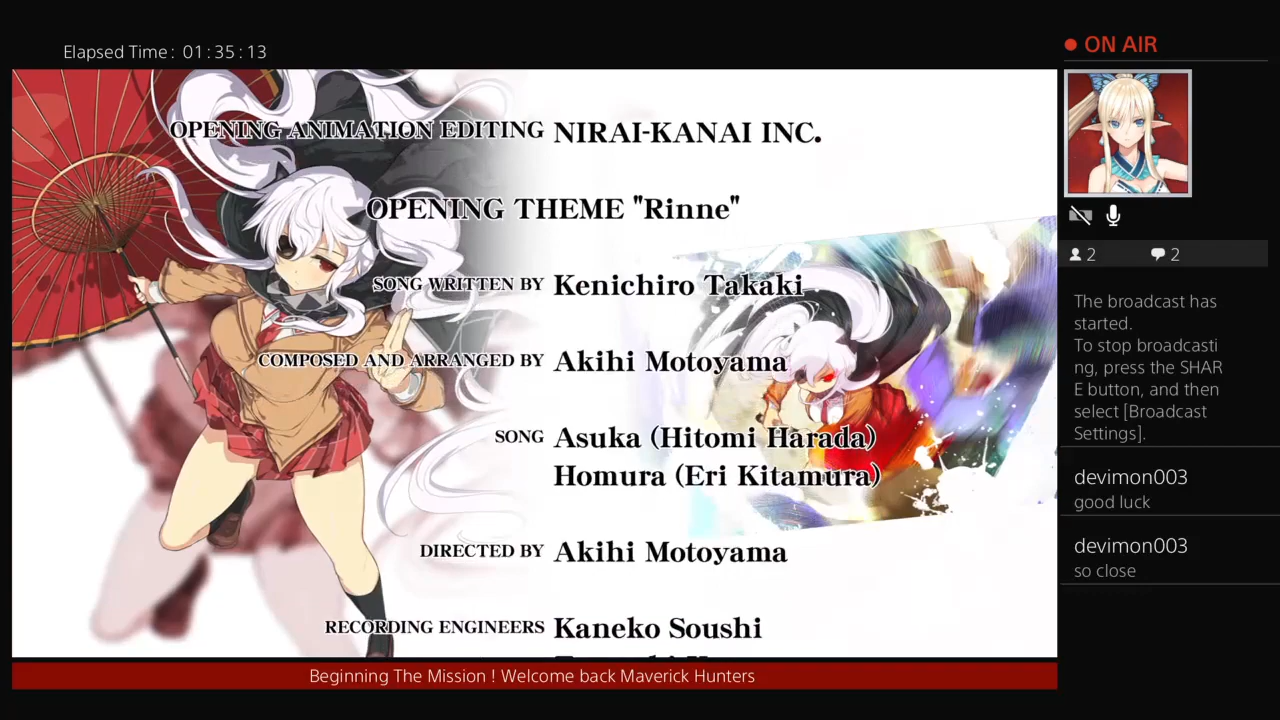 Elapsed Time: 01:35:13
ON AIR
OPENING ANIMATION EDITING NIRAI-KANAI INC.
OPENING THEME "Rinne"
SONG WRITTEN BY Kenichiro Takaki
COMPOSED AND ARRANGED BY Akihi Motoyama
SONG Asuka (Hitomi Harada)
Homura (Eri Kitamura)
DIRECTED BY Akihi Motoyama
RECORDING ENGINEERS Kaneko Soushi
Beginning The Mission ! Welcome back Maverick Hunters
2 2
The broadcast has
started.
To stop broadcasti
ng, press the SHAR
E button, and then
select [Broadcast
Settings].
devimon003
good luck
devimon003
so close